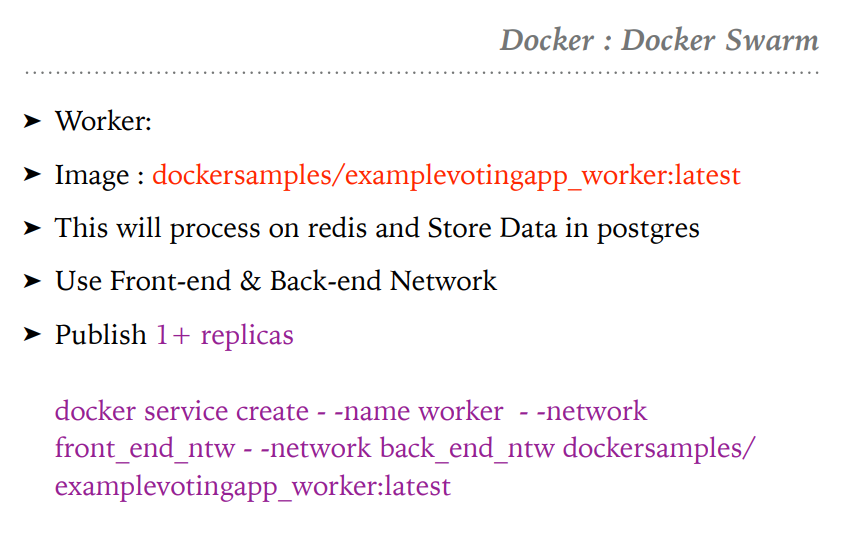 Docker : Docker Swarm
➤ Worker:
➤ Image : dockersamples/examplevotingapp_worker:latest
➤ This will process on redis and Store Data in postgres
➤ Use Front-end & Back-end Network
➤ Publish 1+ replicas
docker service create - -name worker  - -network
front_end_ntw - -network back_end_ntw dockersamples/
examplevotingapp_worker:latest